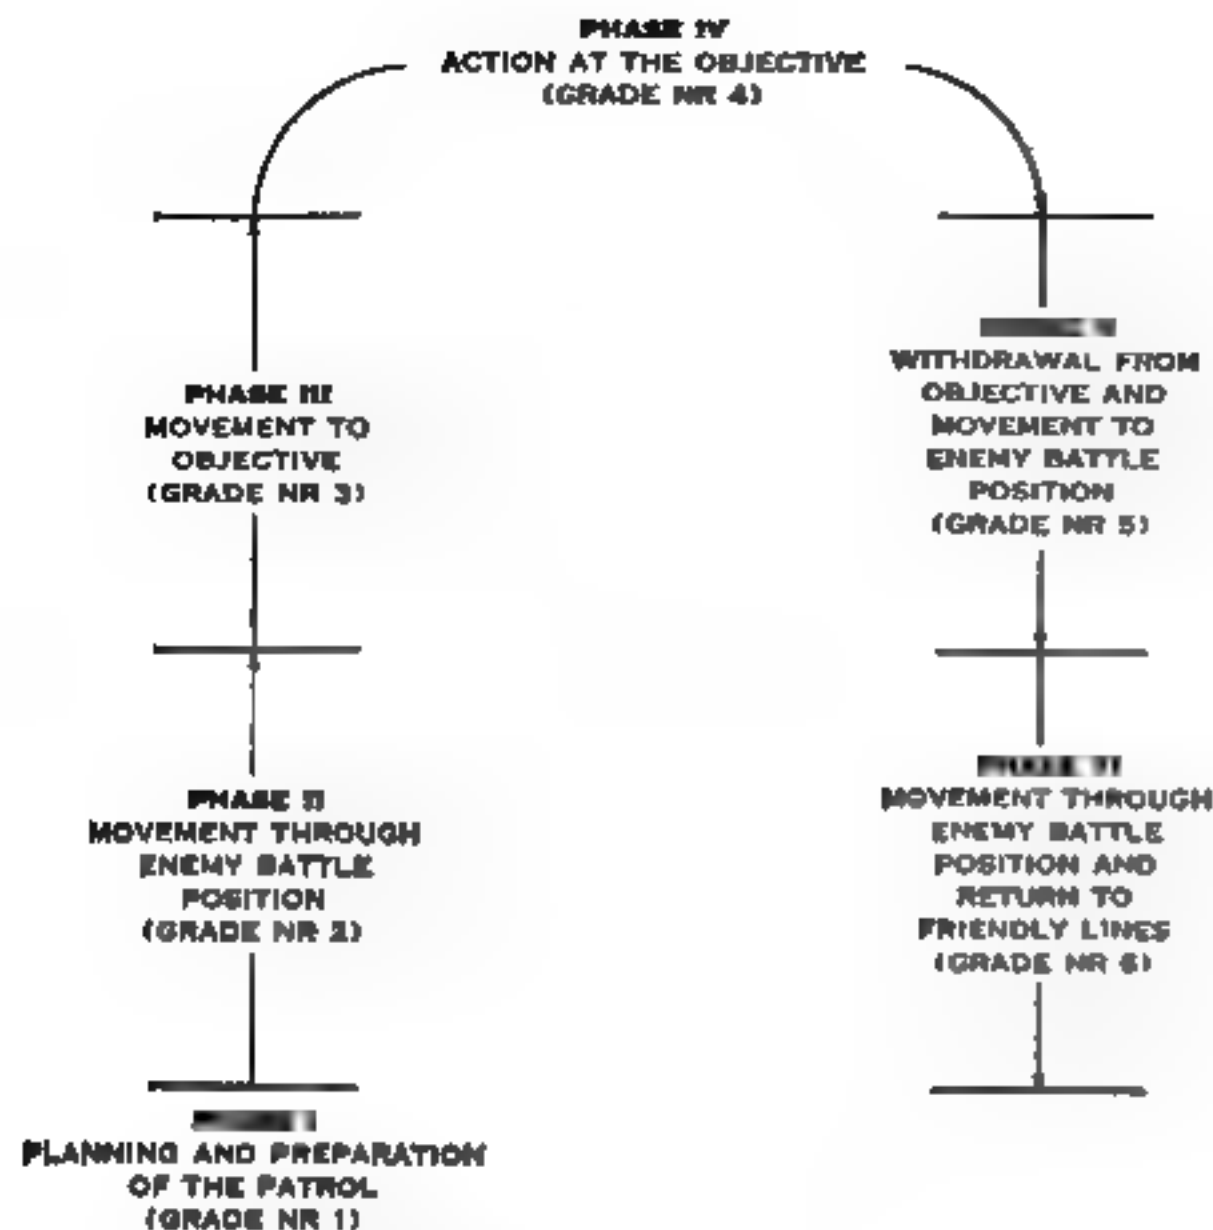 PHASE IV
ACTION AT THE OBJECTIVE
(GRADE NR 4)
PHASE III
MOVEMENT TO
OBJECTIVE
(GRADE NR 3)
WITHDRAWAL FROM
OBJECTIVE AND
MOVEMENT TO
ENEMY BATTLE
POSITION
(GRADE NR 5)
PHASE II
MOVEMENT THROUGH
ENEMY BATTLE
POSITION
(GRADE NR 2)
PHASE VI
MOVEMENT THROUGH
ENEMY BATTLE
POSITION AND
RETURN TO
FRIENDLY LINES
(GRADE NR 6)
PLANNING AND PREPARATION
OF THE PATROL
(GRADE NR 1)